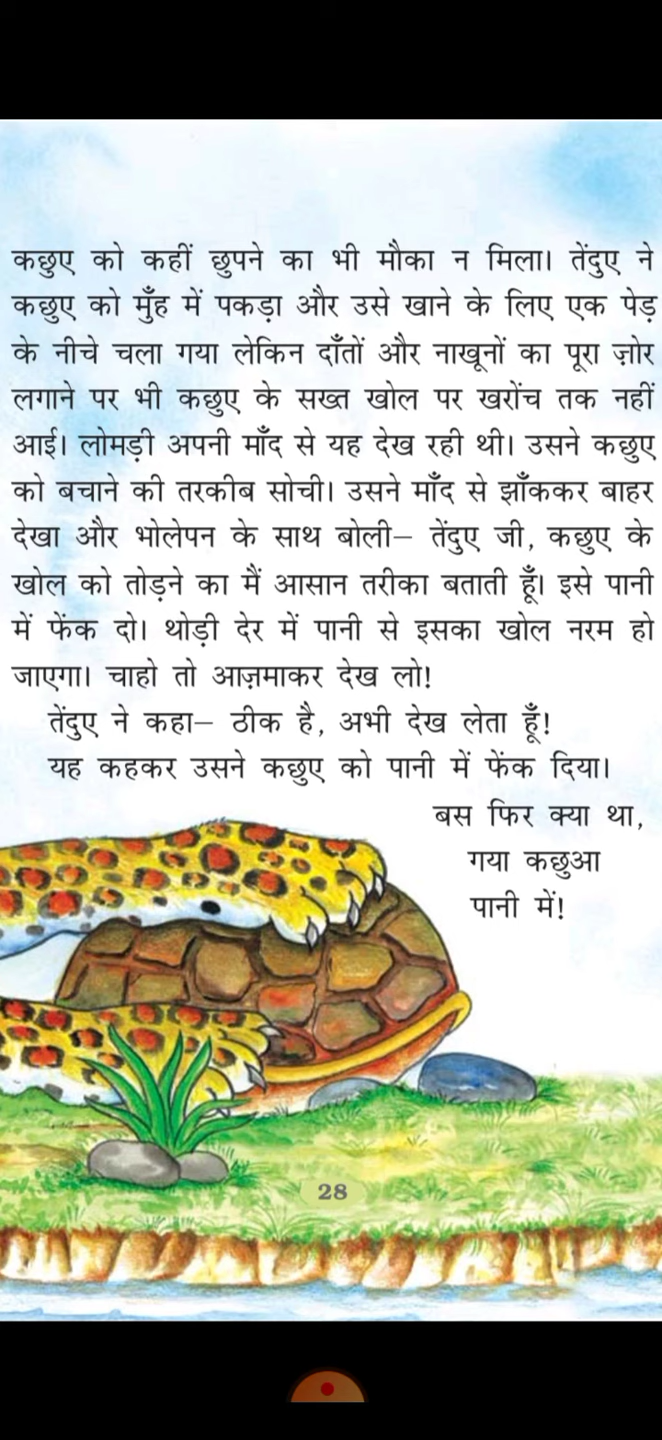 कछुए को कहीं छुपने का भी मौका न मिला। तेंदुए ने
कछुए को मुँह में पकड़ा और उसे खाने के लिए एक पेड़
के नीचे चला गया लेकिन दाँतों और नाखूनों का पूरा ज़ोर
लगाने पर भी कछुए के सख्त खोल पर खरोंच तक नहीं
आई। लोमड़ी अपनी माँद से यह देख रही थी। उसने कछुए
को बचाने की तरकीब सोची। उसने माँद से झाँककर बाहर
देखा और भोलेपन के साथ बोली– तेंदुए जी, कछुए के
खोल को तोड़ने का मैं आसान तरीका बताती हूँ। इसे पानी
में फेंक दो। थोड़ी देर में पानी से इसका खोल नरम हो
जाएगा। चाहो तो आज़माकर देख लो!
तेंदुए ने कहा– ठीक है, अभी देख लेता हूँ!
यह कहकर उसने कछुए को पानी में फेंक दिया।
बस फिर क्या था,
गया कछुआ
पानी में!
28